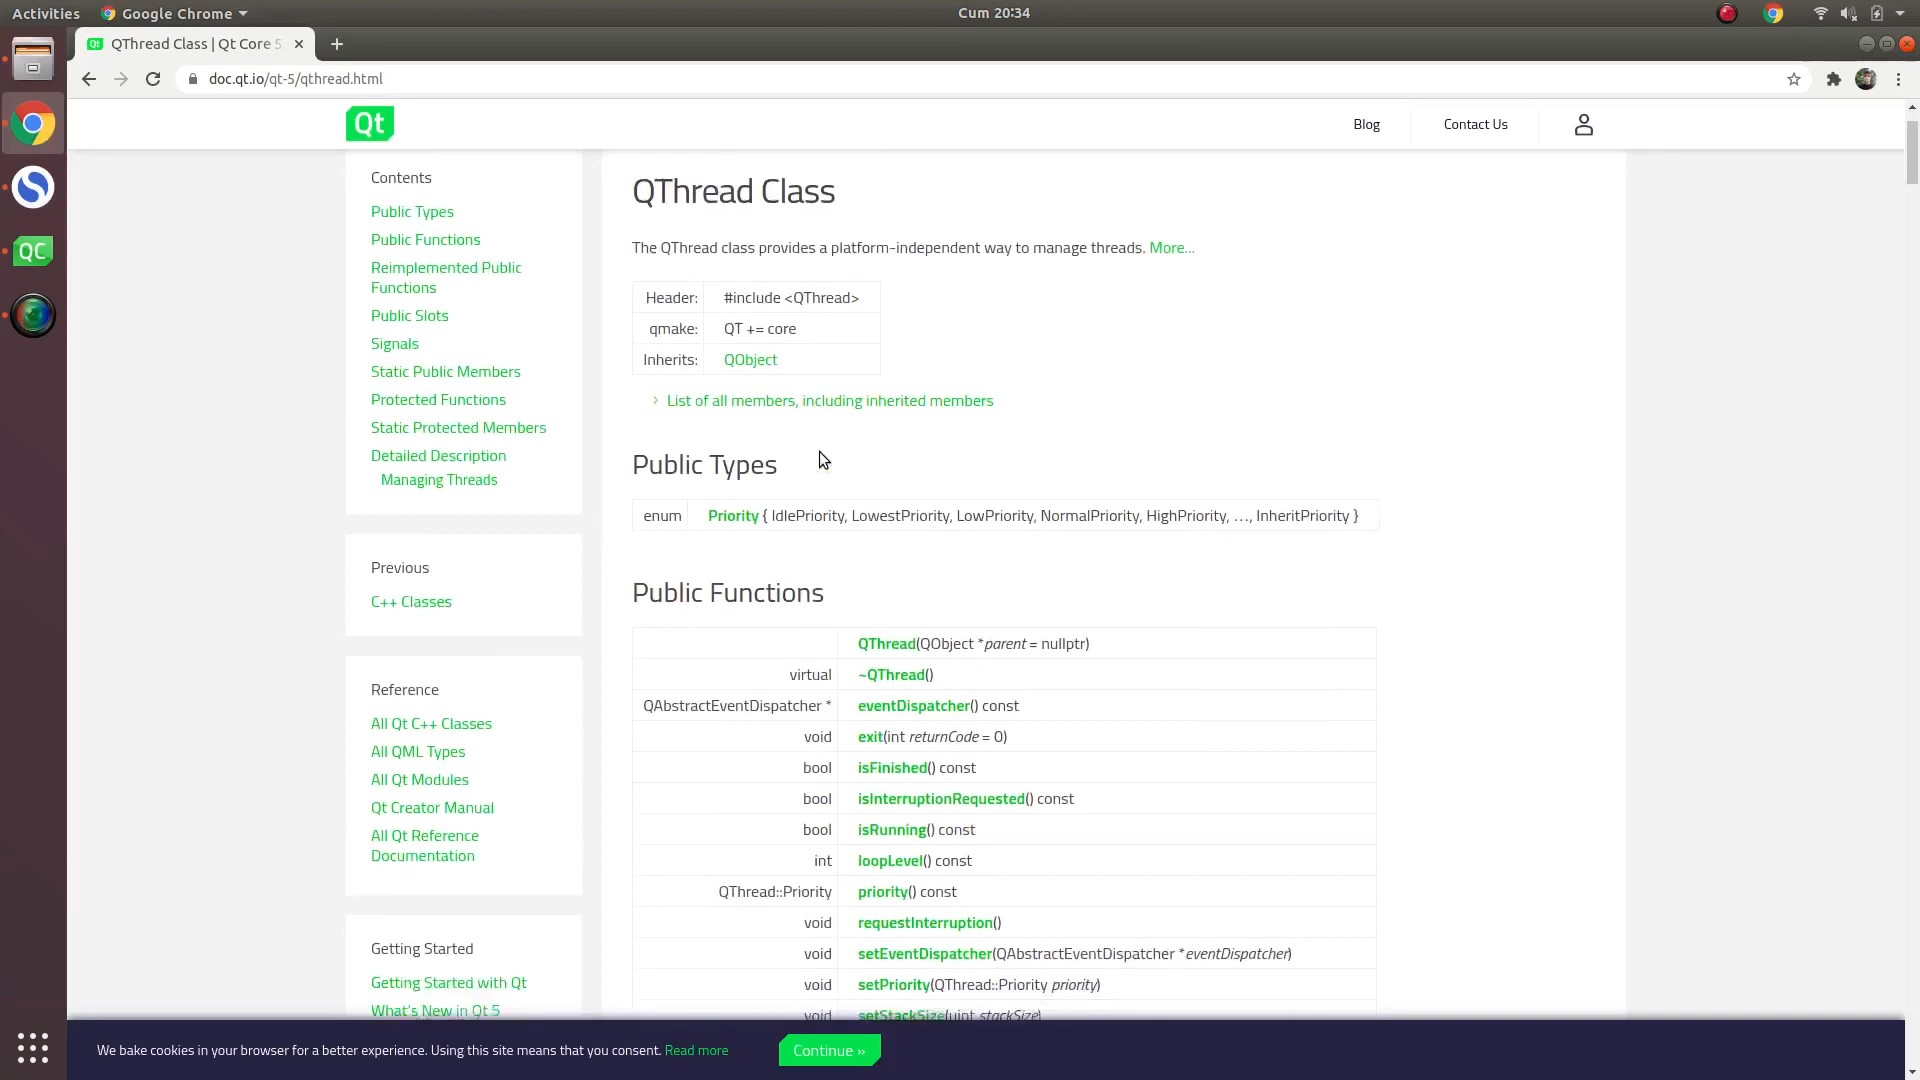 Activities
Google Chrome
Cum 20:34
Qt
QThread Class | Qt Core 5
doc.qt.io/qt-5/qthread.html
Qt
Blog
Contact Us
Contents
Public Types
Public Functions
Reimplemented Public
Functions
Public Slots
Signals
Static Public Members
Protected Functions
Static Protected Members
Detailed Description
Managing Threads
Previous
C++ Classes
Reference
All Qt C++ Classes
All QML Types
All Qt Modules
Qt Creator Manual
All Qt Reference
Documentation
Getting Started
Getting Started with Qt
What's New in Qt 5
QThread Class
The QThread class provides a platform-independent way to manage threads. More...
Header: #include <QThread>
qmake: QT += core
Inherits: QObject
List of all members, including inherited members
Public Types
enum Priority { IdlePriority, LowestPriority, LowPriority, NormalPriority, HighPriority, …, InheritPriority }
Public Functions
QThread(QObject *parent = nullptr)
virtual ~QThread()
QAbstractEventDispatcher * eventDispatcher() const
void exit(int returnCode = 0)
bool isFinished() const
bool isInterruptionRequested() const
bool isRunning() const
int loopLevel() const
QThread::Priority priority() const
void requestInterruption()
void setEventDispatcher(QAbstractEventDispatcher *eventDispatcher)
void setPriority(QThread::Priority priority)
void setStackSize(uint stackSize)
QC
We bake cookies in your browser for a better experience. Using this site means that you consent. Read more
Continue »